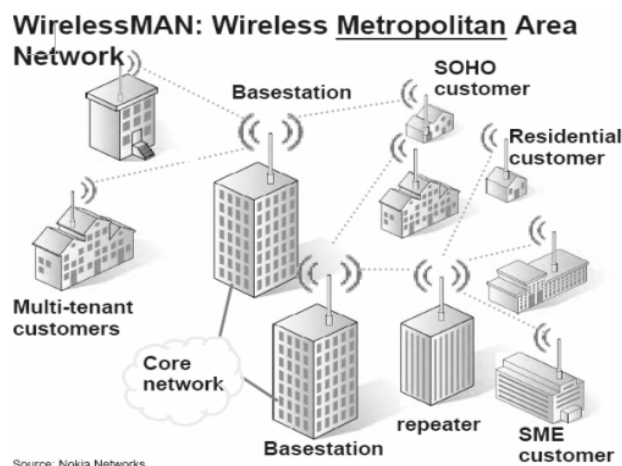 WirelessMAN: Wireless Metropolitan Area
Network
Basestation
SOHO
customer
Residential
customer
Multi-tenant
customers
Core
network
Basestation
repeater
SME
customer
Source: Nokia Networks